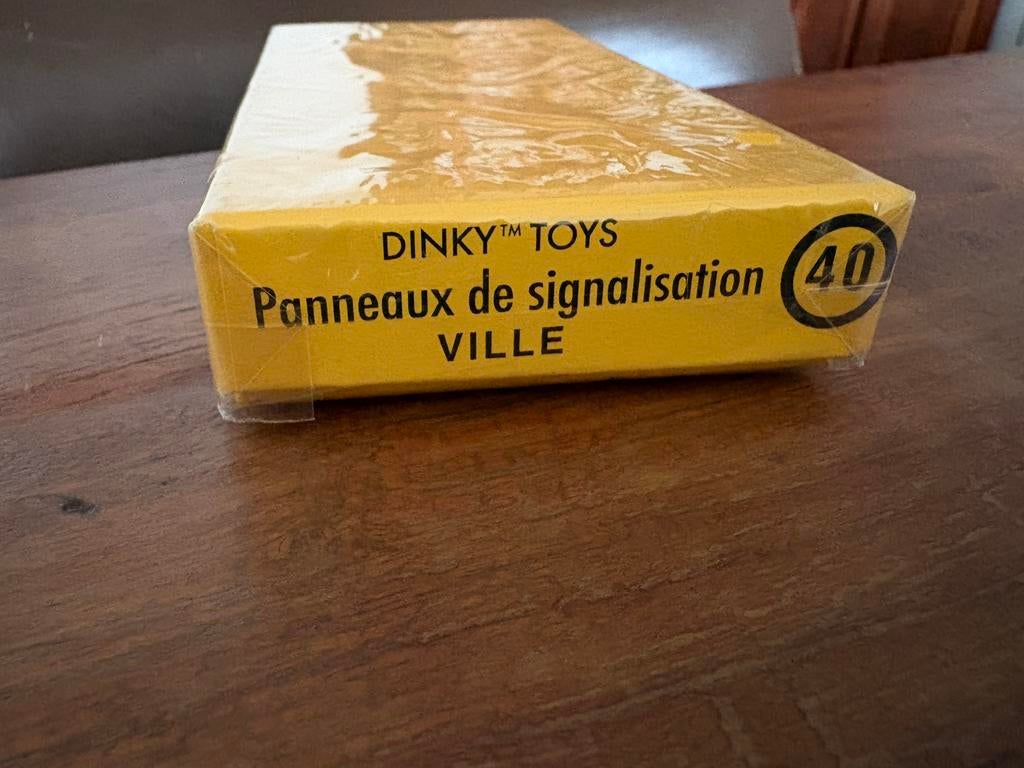 DINKY™ TOYS
Panneaux de signalisation
VILLE
40